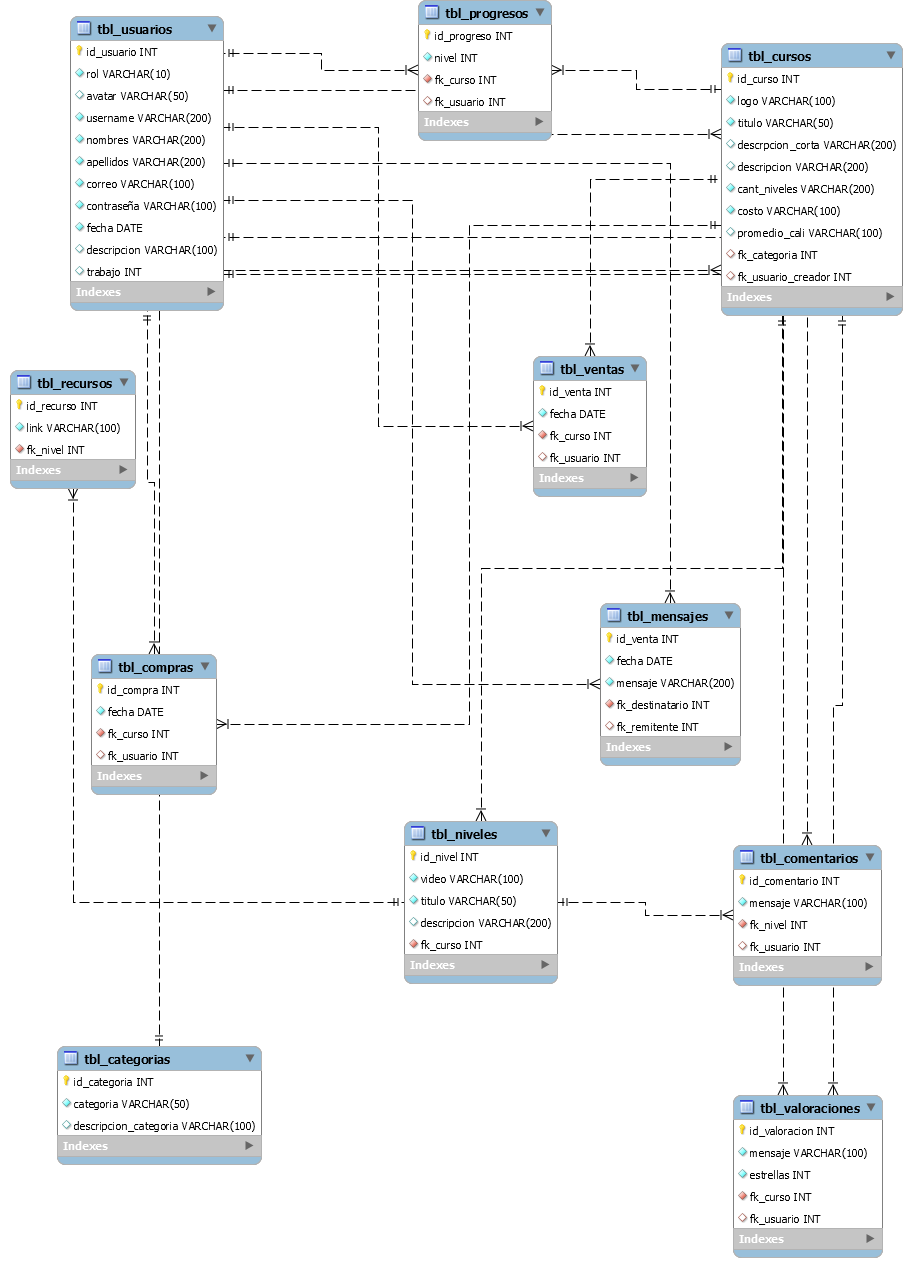 tbl_usuarios
id_usuario INT
rol VARCHAR(10)
avatar VARCHAR(50)
username VARCHAR(200)
nombres VARCHAR(200)
apellidos VARCHAR(200)
correo VARCHAR(100)
contraseña VARCHAR(100)
fecha DATE
descripcion VARCHAR(100)
trabajo INT
Indexes
tbl_progresos
id_progreso INT
nivel INT
fk_curso INT
fk_usuario INT
Indexes
tbl_cursos
id_curso INT
logo VARCHAR(100)
titulo VARCHAR(50)
descrpcion_corta VARCHAR(200)
descripcion VARCHAR(200)
cant_niveles VARCHAR(200)
costo VARCHAR(100)
promedio_cali VARCHAR(100)
fk_categoria INT
fk_usuario_creador INT
Indexes
tbl_recursos
id_recurso INT
link VARCHAR(100)
fk_nivel INT
Indexes
tbl_ventas
id_venta INT
fecha DATE
fk_curso INT
fk_usuario INT
Indexes
tbl_mensajes
id_venta INT
fecha DATE
mensaje VARCHAR(200)
fk_destinatario INT
fk_remitente INT
Indexes
tbl_compras
id_compra INT
fecha DATE
fk_curso INT
fk_usuario INT
Indexes
tbl_niveles
id_nivel INT
video VARCHAR(100)
titulo VARCHAR(50)
descripcion VARCHAR(200)
fk_curso INT
Indexes
tbl_comentarios
id_comentario INT
mensaje VARCHAR(100)
fk_nivel INT
fk_usuario INT
Indexes
tbl_categorias
id_categoria INT
categoria VARCHAR(50)
descripcion_categoria VARCHAR(100)
Indexes
tbl_valoraciones
id_valoracion INT
mensaje VARCHAR(100)
estrellas INT
fk_curso INT
fk_usuario INT
Indexes